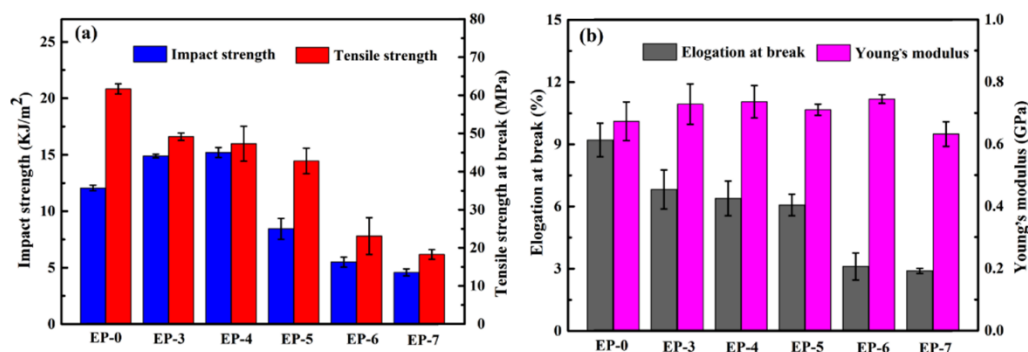 (a)
Impact strength
Tensile strength
Impact strength (KJ/m²)
25
20
15
10
5
0
Tensile strength at break (MPa)
80
70
60
50
40
30
20
10
0
EP-0 EP-3 EP-4 EP-5 EP-6 EP-7
(b)
Elogation at break
Young's modulus
Elogation at break (%)
15
12
9
6
3
0
Young's modulus (GPa)
1.0
0.8
0.6
0.4
0.2
0.0
EP-0 EP-3 EP-4 EP-5 EP-6 EP-7